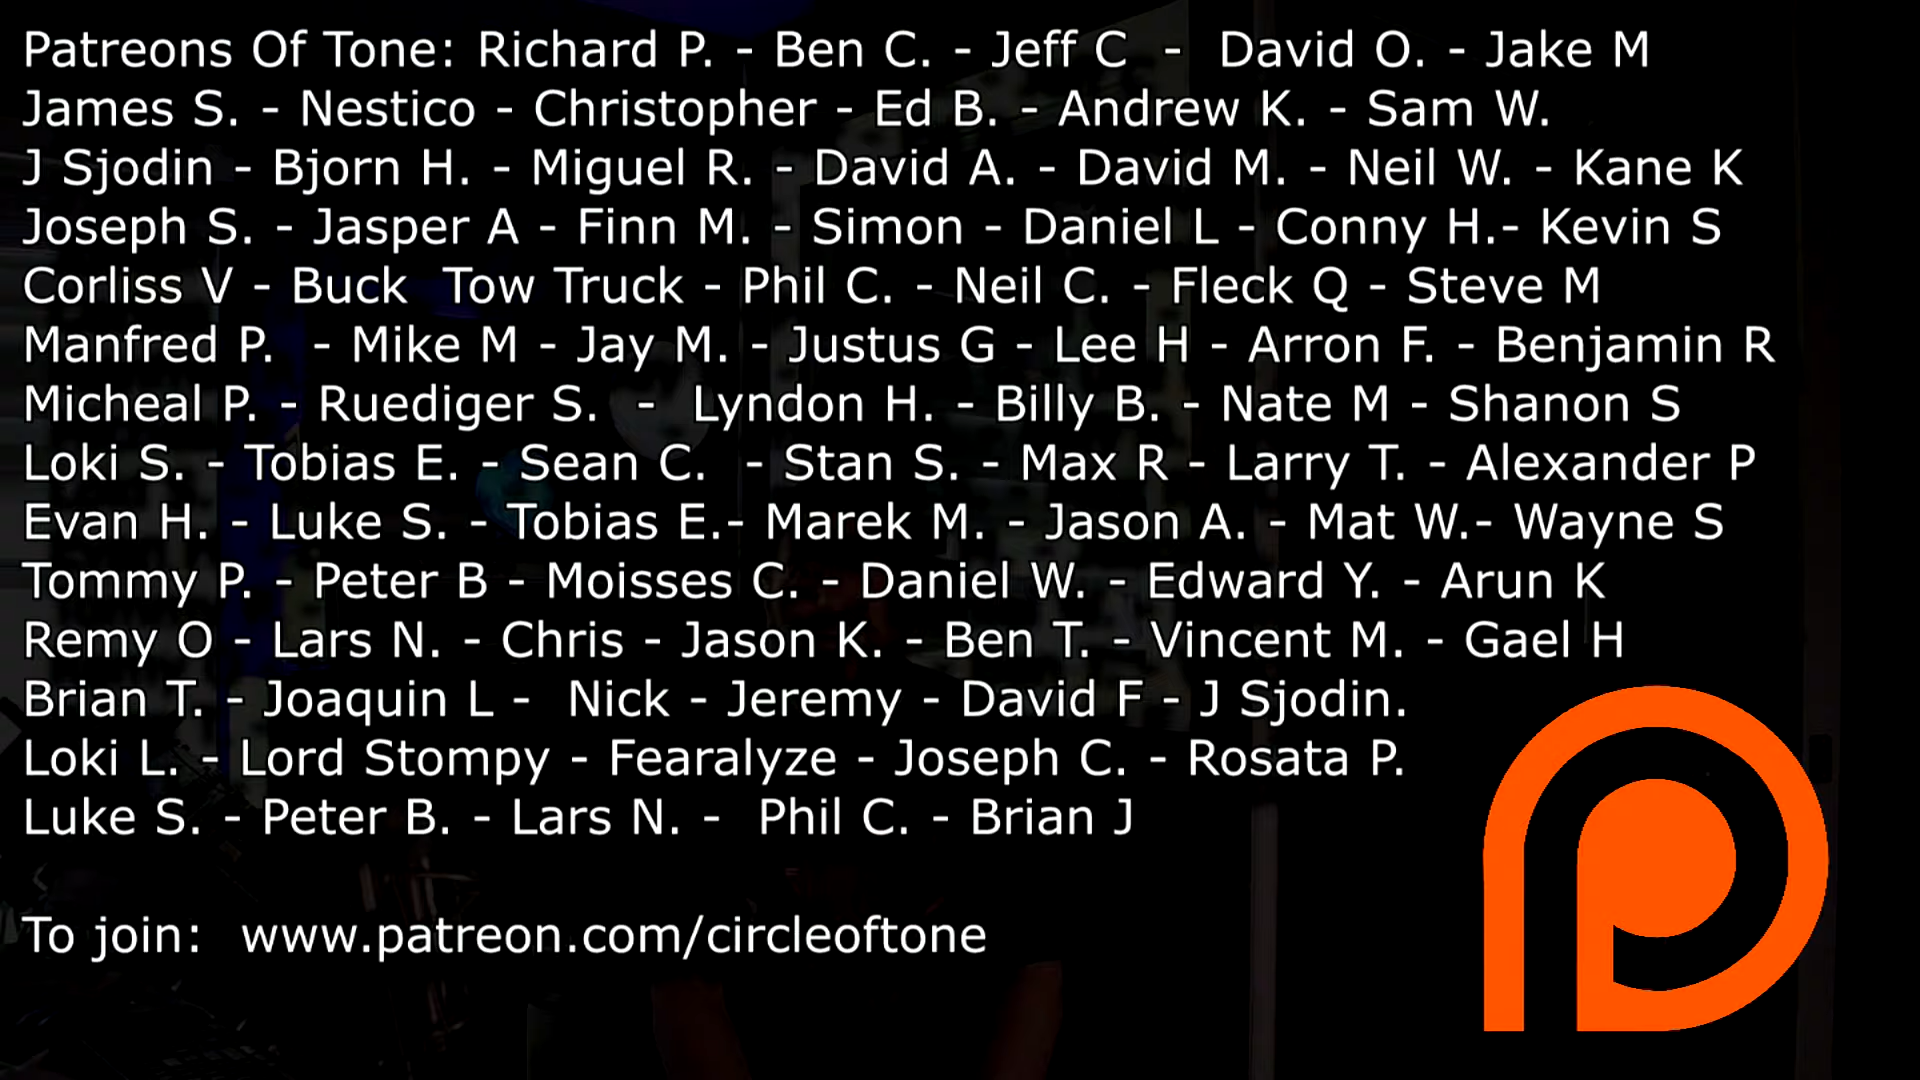 Patreons Of Tone: Richard P. - Ben C. - Jeff C  -  David O. - Jake M
James S. - Nestico - Christopher - Ed B. - Andrew K. - Sam W.
J Sjodin - Bjorn H. - Miguel R. - David A. - David M. - Neil W. - Kane K
Joseph S. - Jasper A - Finn M. - Simon - Daniel L - Conny H.- Kevin S
Corliss V - Buck  Tow Truck - Phil C. - Neil C. - Fleck Q - Steve M
Manfred P.  - Mike M - Jay M. - Justus G - Lee H - Arron F. - Benjamin R
Micheal P. - Ruediger S.  -  Lyndon H. - Billy B. - Nate M - Shanon S
Loki S. - Tobias E. - Sean C.  - Stan S. - Max R - Larry T. - Alexander P
Evan H. - Luke S. - Tobias E.- Marek M. - Jason A. - Mat W.- Wayne S
Tommy P. - Peter B - Moisses C. - Daniel W. - Edward Y. - Arun K
Remy O - Lars N. - Chris - Jason K. - Ben T. - Vincent M. - Gael H
Brian T. - Joaquin L -  Nick - Jeremy - David F - J Sjodin.
Loki L. - Lord Stompy - Fearalyze - Joseph C. - Rosata P.
Luke S. - Peter B. - Lars N. -  Phil C. - Brian J
To join:  www.patreon.com/circleoftone